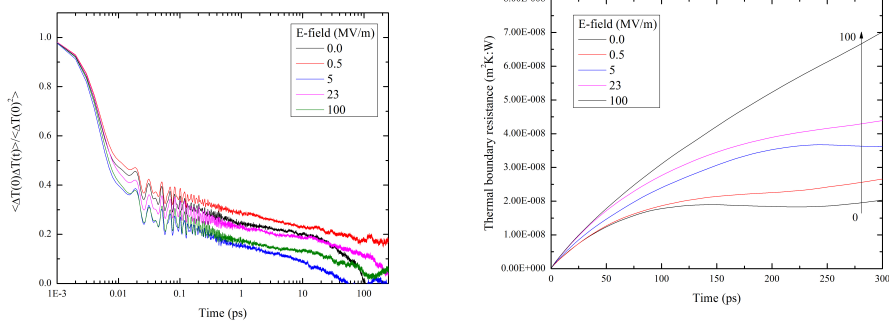 1.0
0.8
0.6
0.4
0.2
0.0
<ΔT(0)ΔT(t)>/<ΔT(0)²>
1E-3
0.01
0.1
1
10
100
Time (ps)
E-field (MV/m)
0.0
0.5
5
23
100
7.00E-008
6.00E-008
5.00E-008
4.00E-008
3.00E-008
2.00E-008
1.00E-008
0.00E+000
Thermal boundary resistance (m²K:W)
0
50
100
150
200
250
300
Time (ps)
E-field (MV/m)
0.0
0.5
5
23
100
100
0